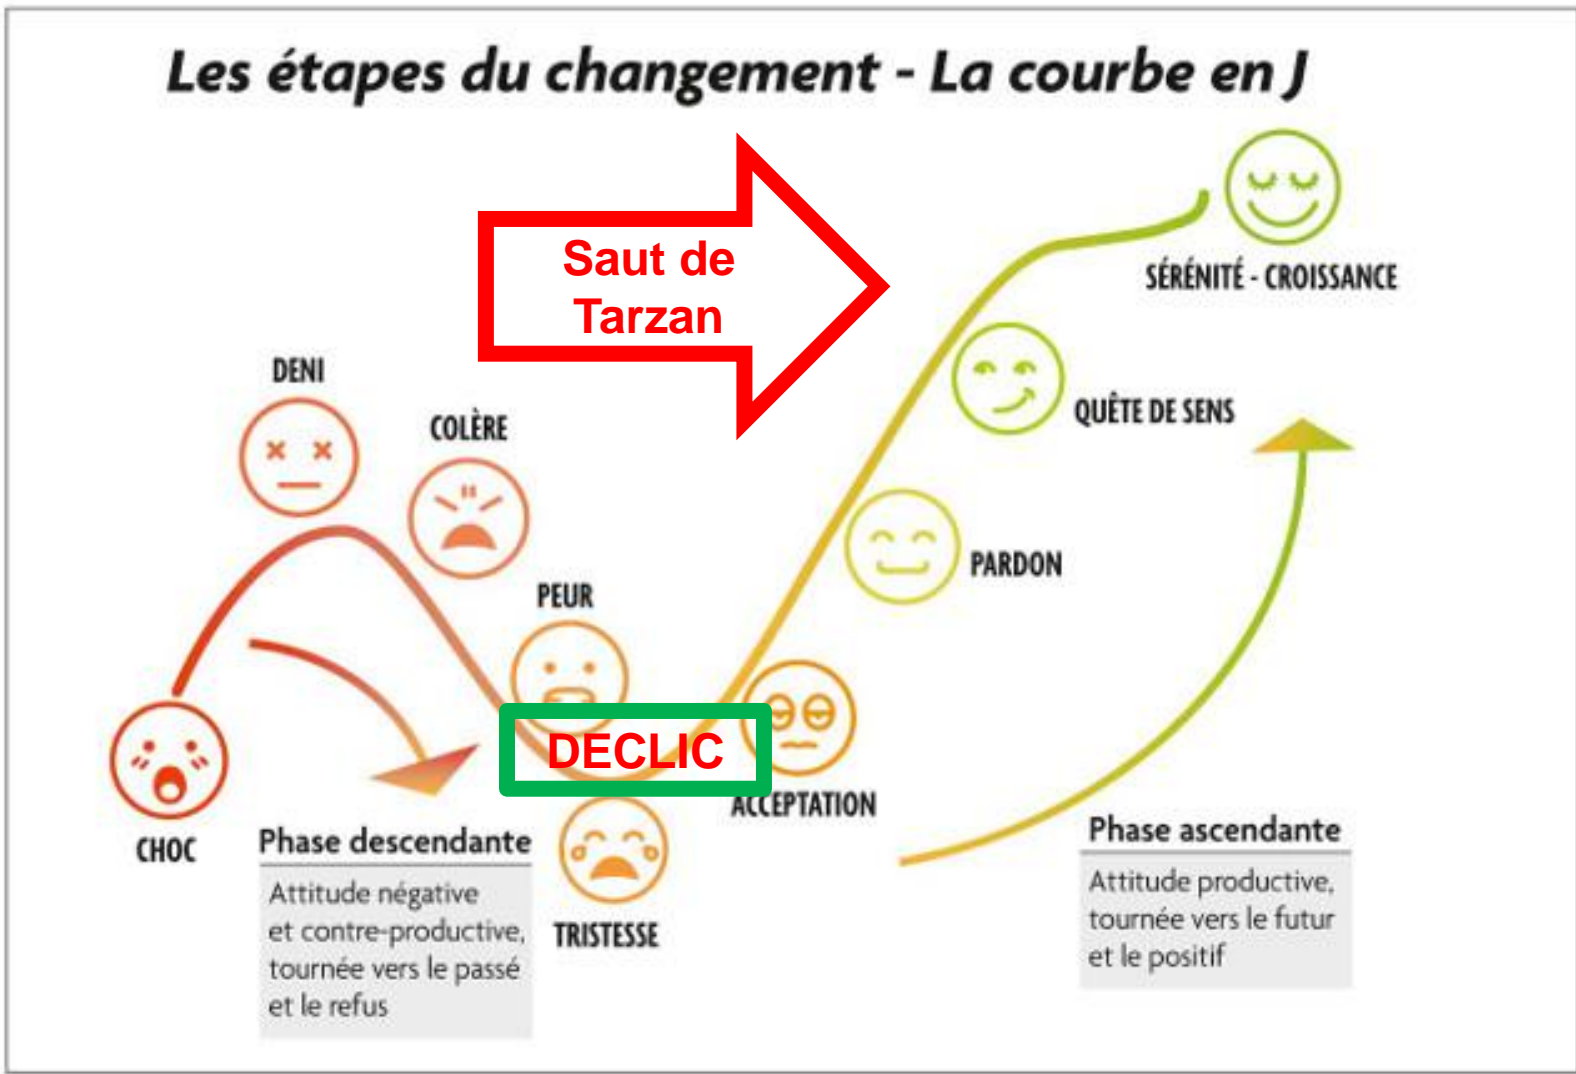 Les étapes du changement - La courbe en J
Saut de
Tarzan
SÉRÉNITÉ - CROISSANCE
DENI
COLÈRE
QUÊTE DE SENS
PEUR
PARDON
DECLIC
ACCEPTATION
CHOC
TRISTESSE
Phase descendante
Attitude négative
et contre-productive,
tournée vers le passé
et le refus
Phase ascendante
Attitude productive,
tournée vers le futur
et le positif